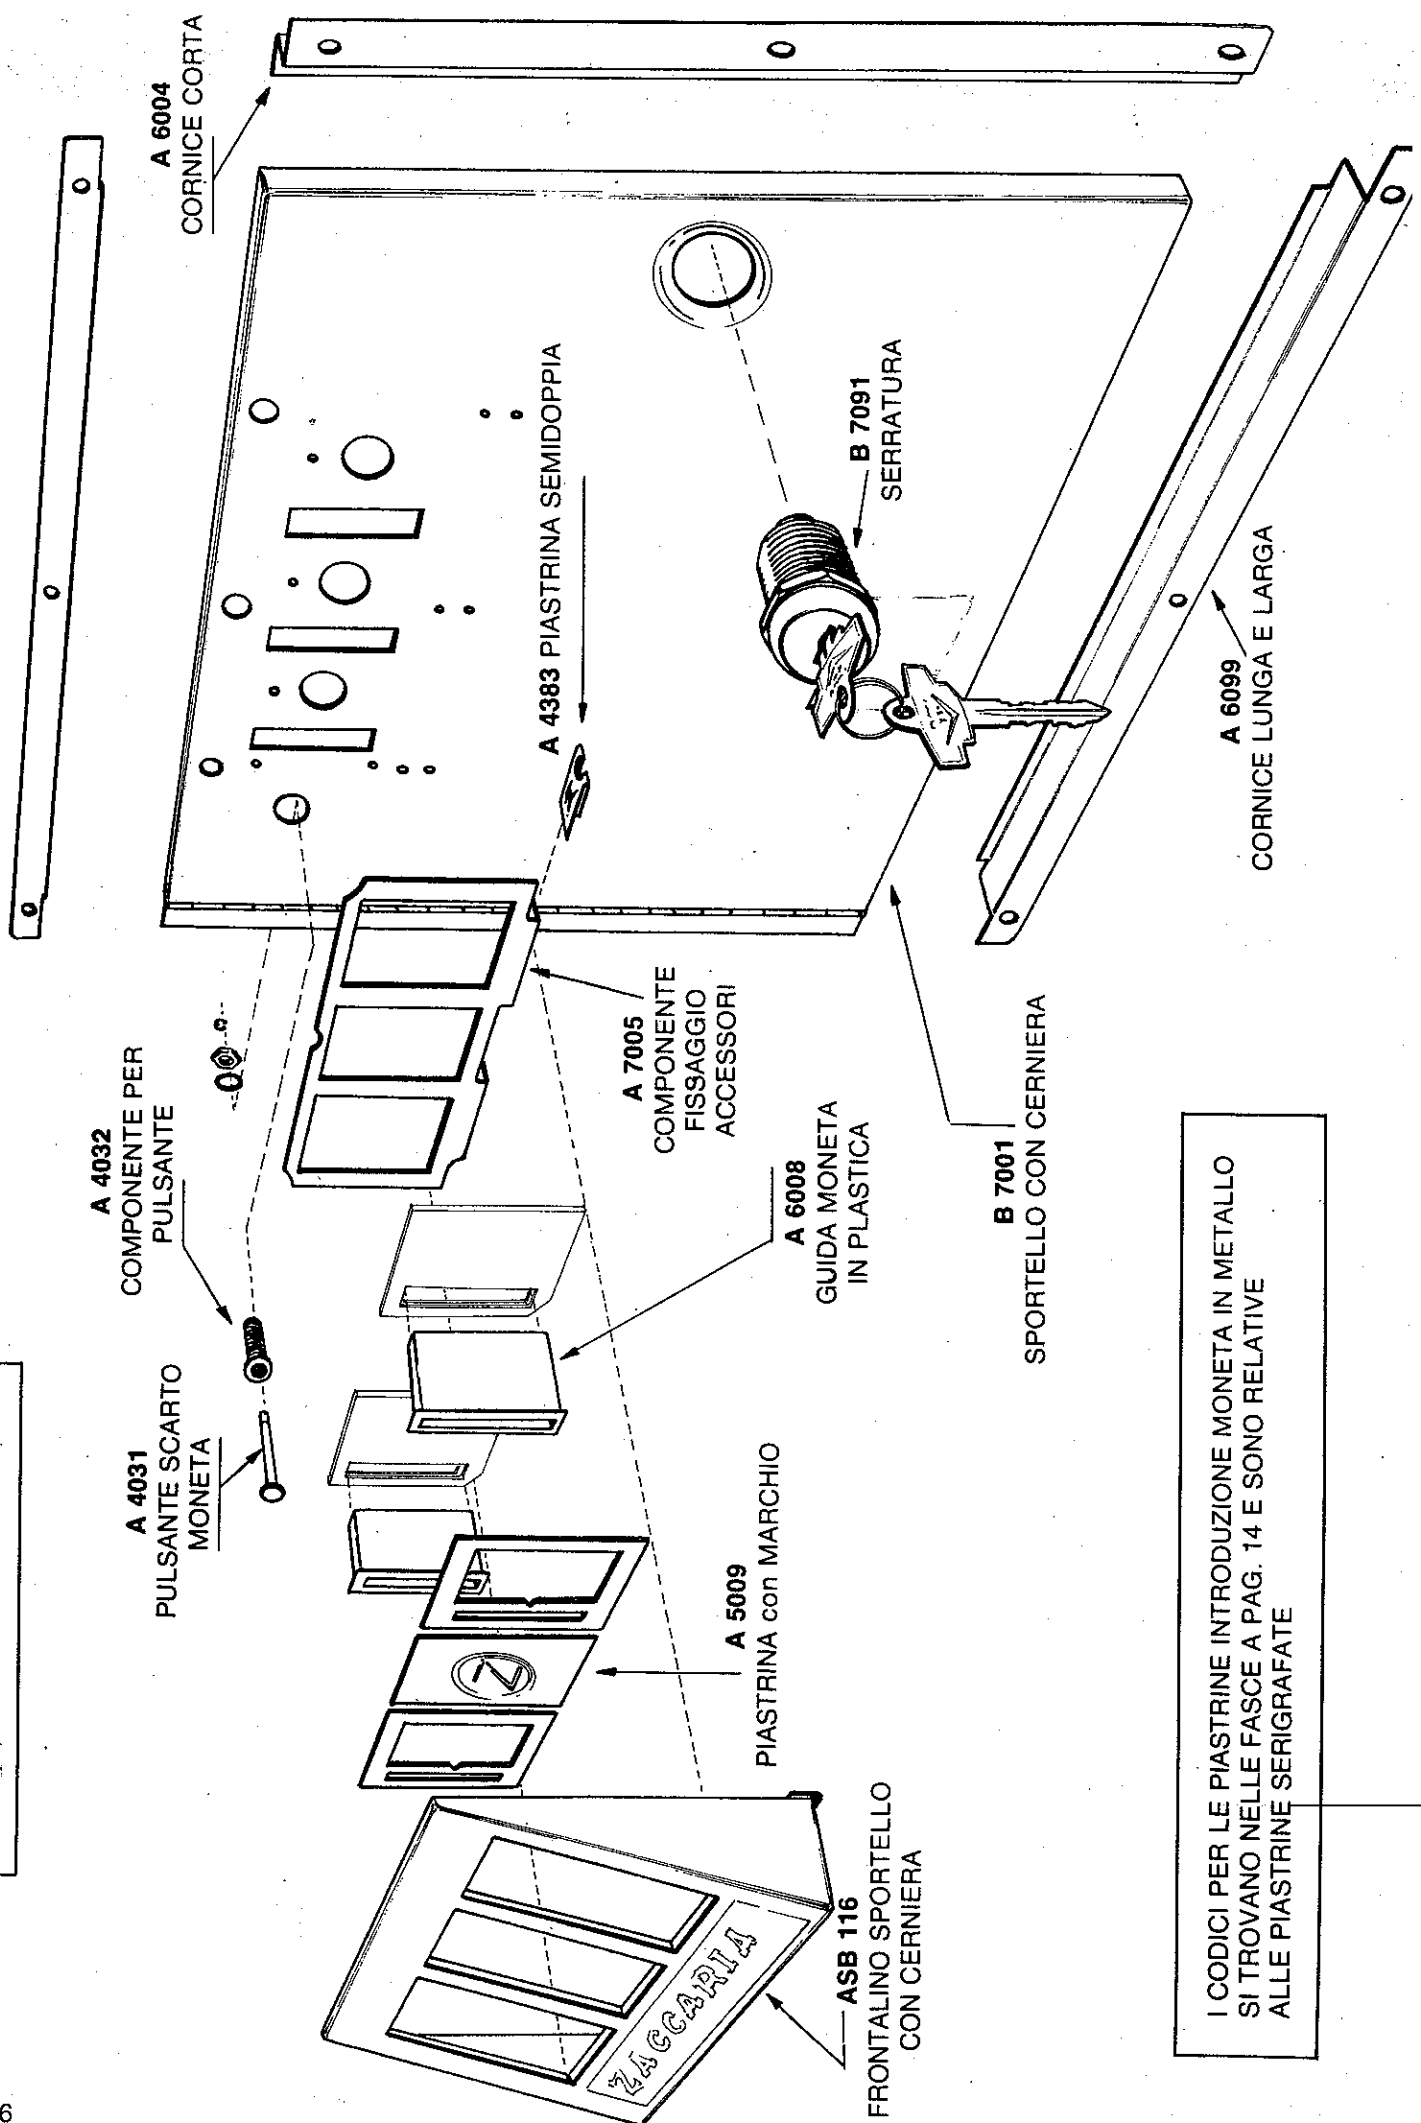 A 6004
CORNICE CORTA
A 4383 PIASTRINA SEMIDOPPIA
B 7091
SERRATURA
A 6099
CORNICE LUNGA E LARGA
A 4032
COMPONENTE PER
PULSANTE
A 7005
COMPONENTE
FISSAGGIO
ACCESSORI
A 6008
GUIDA MONETA
IN PLASTICA
B 7001
SPORTELLO CON CERNIERA
A 4031
PULSANTE SCARTO
MONETA
A 5009
PIASTRINA con MARCHIO
Z
ZACCARIA
ASB 116
FRONTALINO SPORTELLO
CON CERNIERA
I CODICI PER LE PIASTRINE INTRODUZIONE MONETA IN METALLO
SI TROVANO NELLE FASCE A PAG. 14 E SONO RELATIVE
ALLE PIASTRINE SERIGRAFATE
6